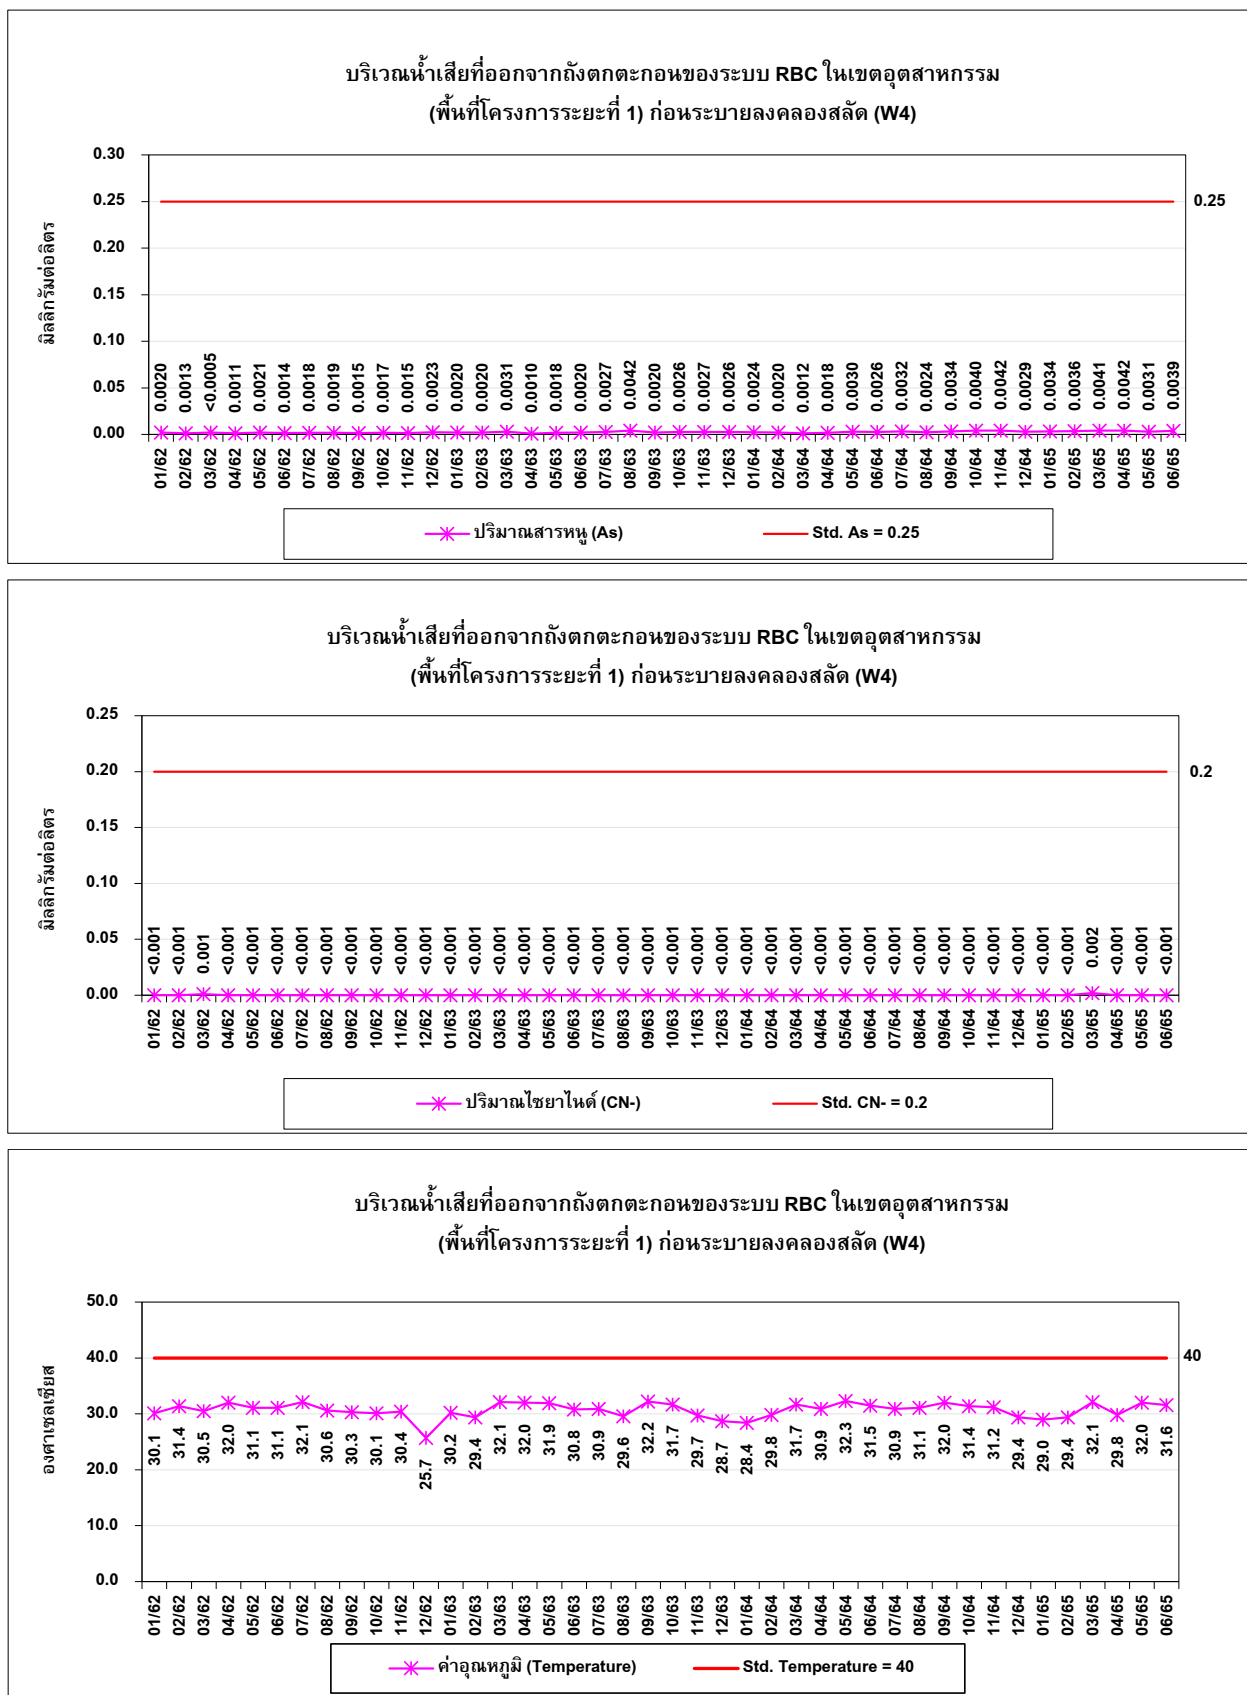 บริเวณน้ำเสียที่ออกจากถังตกตะกอนของระบบ RBC ในเขตอุตสาหกรรม
(พื้นที่โครงการระยะที่ 1) ก่อนระบายลงคลองสลัด (W4)
มิลลิกรัมต่อลิตร
0.30
0.25
0.20
0.15
0.10
0.05
0.00
0.25
0.0020 0.0013 <0.0005 0.0011 0.0021 0.0014 0.0018 0.0019 0.0015 0.0017 0.0015 0.0023 0.0020 0.0020 0.0031 0.0010 0.0018 0.0020 0.0027 0.0042 0.0020 0.0026 0.0027 0.0026 0.0024 0.0020 0.0012 0.0018 0.0030 0.0026 0.0032 0.0024 0.0034 0.0040 0.0042 0.0029 0.0034 0.0036 0.0041 0.0042 0.0031 0.0039
01/62 02/62 03/62 04/62 05/62 06/62 07/62 08/62 09/62 10/62 11/62 12/62 01/63 02/63 03/63 04/63 05/63 06/63 07/63 08/63 09/63 10/63 11/63 12/63 01/64 02/64 03/64 04/64 05/64 06/64 07/64 08/64 09/64 10/64 11/64 12/64 01/65 02/65 03/65 04/65 05/65 06/65
ปริมาณสารหนู (As) Std. As = 0.25
บริเวณน้ำเสียที่ออกจากถังตกตะกอนของระบบ RBC ในเขตอุตสาหกรรม
(พื้นที่โครงการระยะที่ 1) ก่อนระบายลงคลองสลัด (W4)
มิลลิกรัมต่อลิตร
0.25
0.20
0.15
0.10
0.05
0.00
0.2
<0.001 <0.001 0.001 <0.001 <0.001 <0.001 <0.001 <0.001 <0.001 <0.001 <0.001 <0.001 <0.001 <0.001 <0.001 <0.001 <0.001 <0.001 <0.001 <0.001 <0.001 <0.001 <0.001 <0.001 <0.001 <0.001 <0.001 <0.001 <0.001 <0.001 <0.001 <0.001 <0.001 <0.001 <0.001 <0.001 <0.001 <0.001 0.002 <0.001 <0.001 <0.001
01/62 02/62 03/62 04/62 05/62 06/62 07/62 08/62 09/62 10/62 11/62 12/62 01/63 02/63 03/63 04/63 05/63 06/63 07/63 08/63 09/63 10/63 11/63 12/63 01/64 02/64 03/64 04/64 05/64 06/64 07/64 08/64 09/64 10/64 11/64 12/64 01/65 02/65 03/65 04/65 05/65 06/65
ปริมาณไซยาไนด์ (CN-) Std. CN- = 0.2
บริเวณน้ำเสียที่ออกจากถังตกตะกอนของระบบ RBC ในเขตอุตสาหกรรม
(พื้นที่โครงการระยะที่ 1) ก่อนระบายลงคลองสลัด (W4)
องศาเซลเซียส
50.0
40.0
30.0
20.0
10.0
0.0
40
30.1 31.4 30.5 32.0 31.1 31.1 32.1 30.6 30.3 30.1 30.4 25.7 30.2 29.4 32.1 32.0 31.9 30.8 30.9 29.6 32.2 31.7 29.7 28.7 28.4 29.8 31.7 30.9 32.3 31.5 30.9 31.1 32.0 31.4 31.2 29.4 29.0 29.4 32.1 29.8 32.0 31.6
01/62 02/62 03/62 04/62 05/62 06/62 07/62 08/62 09/62 10/62 11/62 12/62 01/63 02/63 03/63 04/63 05/63 06/63 07/63 08/63 09/63 10/63 11/63 12/63 01/64 02/64 03/64 04/64 05/64 06/64 07/64 08/64 09/64 10/64 11/64 12/64 01/65 02/65 03/65 04/65 05/65 06/65
ค่าอุณหภูมิ (Temperature) Std. Temperature = 40